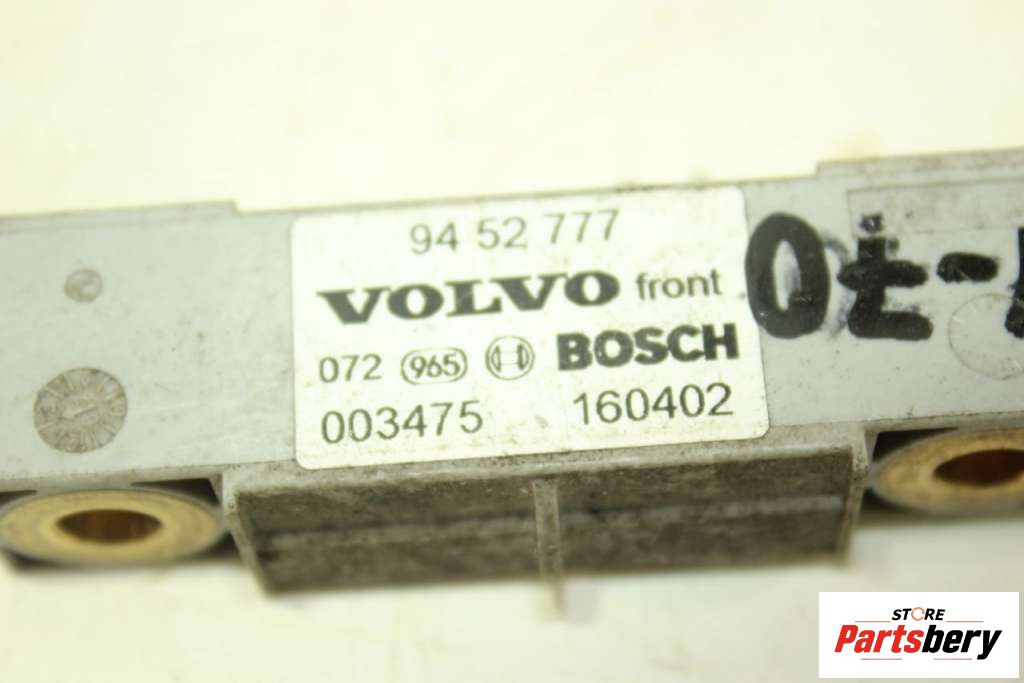 94 52 777
VOLVO front
072 965 BOSCH
003475 160402
STORE
Partsbery